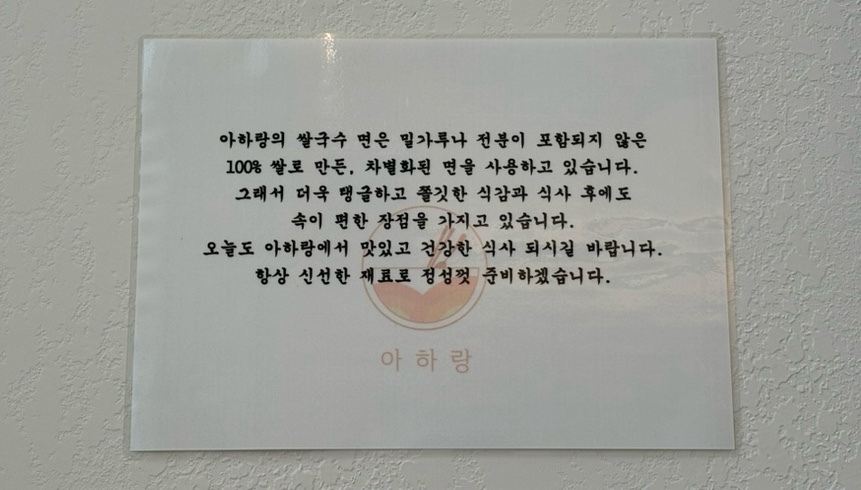 아하랑의 쌀국수 면은 밀가루나 전분이 포함되지 않은
100% 쌀로 만든, 차별화된 면을 사용하고 있습니다.
그래서 더욱 탱글하고 쫄깃한 식감과 식사 후에도
속이 편한 장점을 가지고 있습니다.
오늘도 아하랑에서 맛있고 건강한 식사 되시길 바랍니다.
항상 신선한 재료로 정성껏 준비하겠습니다.
아하랑